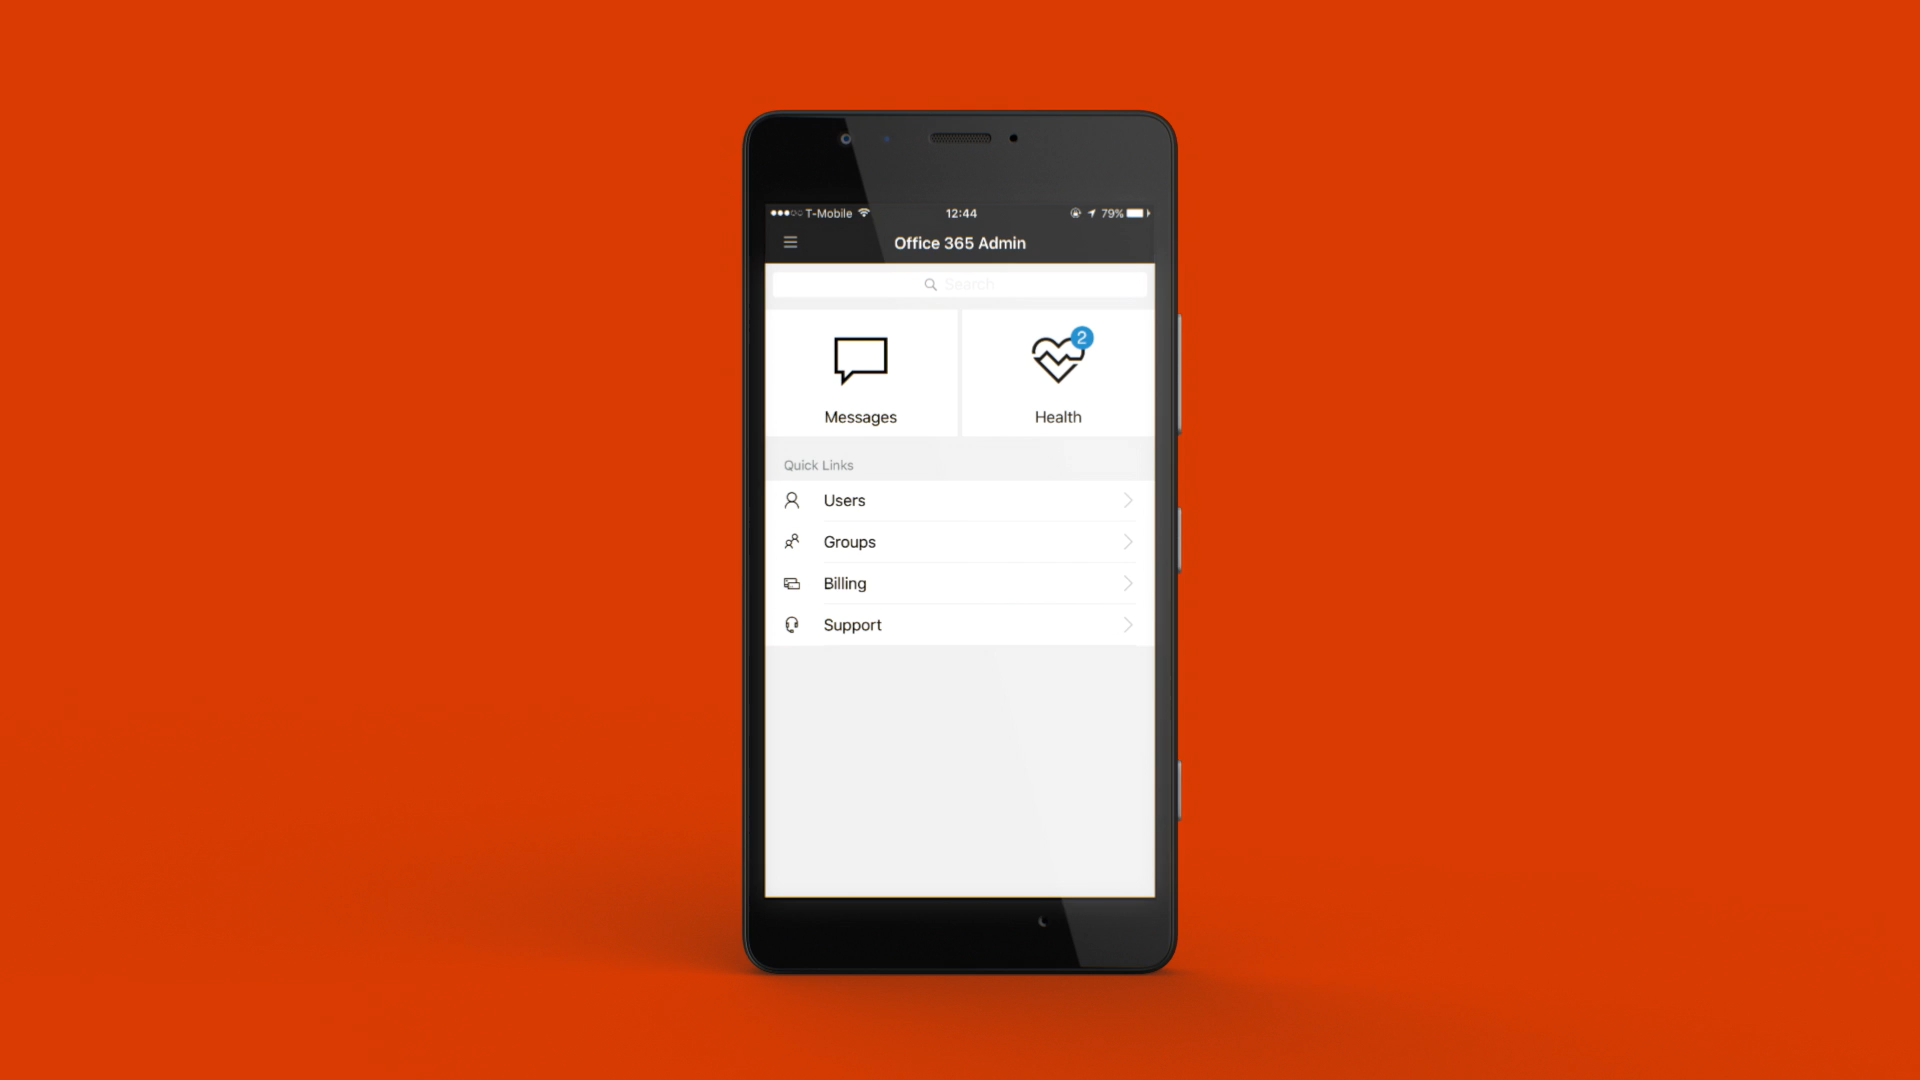 T-Mobile 12:44 79%
Office 365 Admin
Search
Messages
2
Health
Quick Links
Users
Groups
Billing
Support